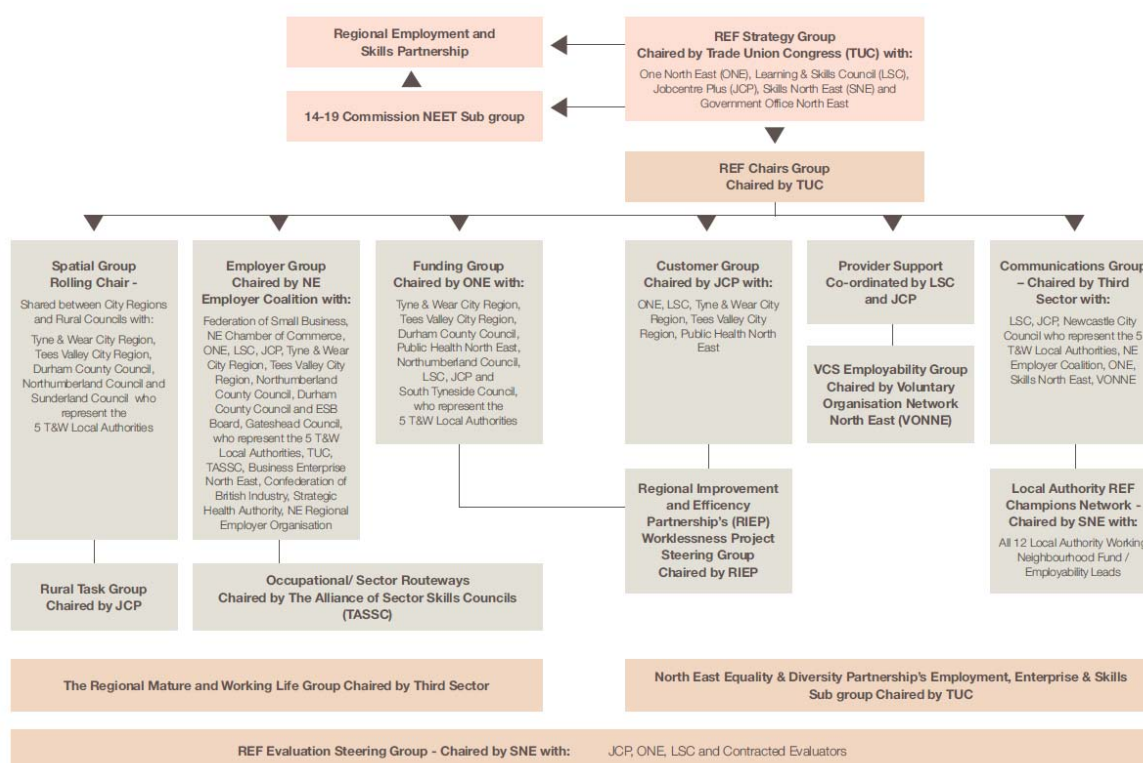 Regional Employment and
Skills Partnership
REF Strategy Group
Chaired by Trade Union Congress (TUC) with:
One North East (ONE), Learning & Skills Council (LSC),
Jobcentre Plus (JCP), Skills North East (SNE) and
Government Office North East
14-19 Commission NEET Sub group
REF Chairs Group
Chaired by TUC
Spatial Group
Rolling Chair -
Shared between City Regions
and Rural Councils with:
Tyne & Wear City Region,
Tees Valley City Region,
Durham County Council,
Northumberland Council and
Sunderland Council who
represent the
5 T&W Local Authorities
Employer Group
Chaired by NE
Employer Coalition with:
Federation of Small Business,
NE Chamber of Commerce,
ONE, LSC, JCP, Tyne & Wear
City Region, Tees Valley City
Region, Northumberland
County Council, Durham
County Council and ESB
Board, Gateshead Council,
who represent the 5 T&W
Local Authorities, TUC,
TASSC, Business Enterprise
North East, Confederation of
British Industry, Strategic
Health Authority, NE Regional
Employer Organisation
Funding Group
Chaired by ONE with:
Tyne & Wear City Region,
Tees Valley City Region,
Durham County Council,
Public Health North East,
Northumberland Council,
LSC, JCP and
South Tyneside Council,
who represent the
5 T&W Local Authorities
Customer Group
Chaired by JCP with:
ONE, LSC, Tyne & Wear City
Region, Tees Valley City
Region, Public Health North
East
Provider Support
Co-ordinated by LSC
and JCP
Communications Group
– Chaired by Third
Sector with:
LSC, JCP, Newcastle City
Council who represent the 5
T&W Local Authorities, NE
Employer Coalition, ONE,
Skills North East, VONNE
VCS Employability Group
Chaired by Voluntary
Organisation Network
North East (VONNE)
Regional Improvement
and Efficency
Partnership's (RIEP)
Worklessness Project
Steering Group
Chaired by RIEP
Local Authority REF
Champions Network -
Chaired by SNE with:
All 12 Local Authority Working
Neighbourhood Fund /
Employability Leads
Rural Task Group
Chaired by JCP
Occupational/ Sector Routeways
Chaired by The Alliance of Sector Skills Councils
(TASSC)
The Regional Mature and Working Life Group Chaired by Third Sector
North East Equality & Diversity Partnership's Employment, Enterprise & Skills
Sub group Chaired by TUC
REF Evaluation Steering Group - Chaired by SNE with: JCP, ONE, LSC and Contracted Evaluators